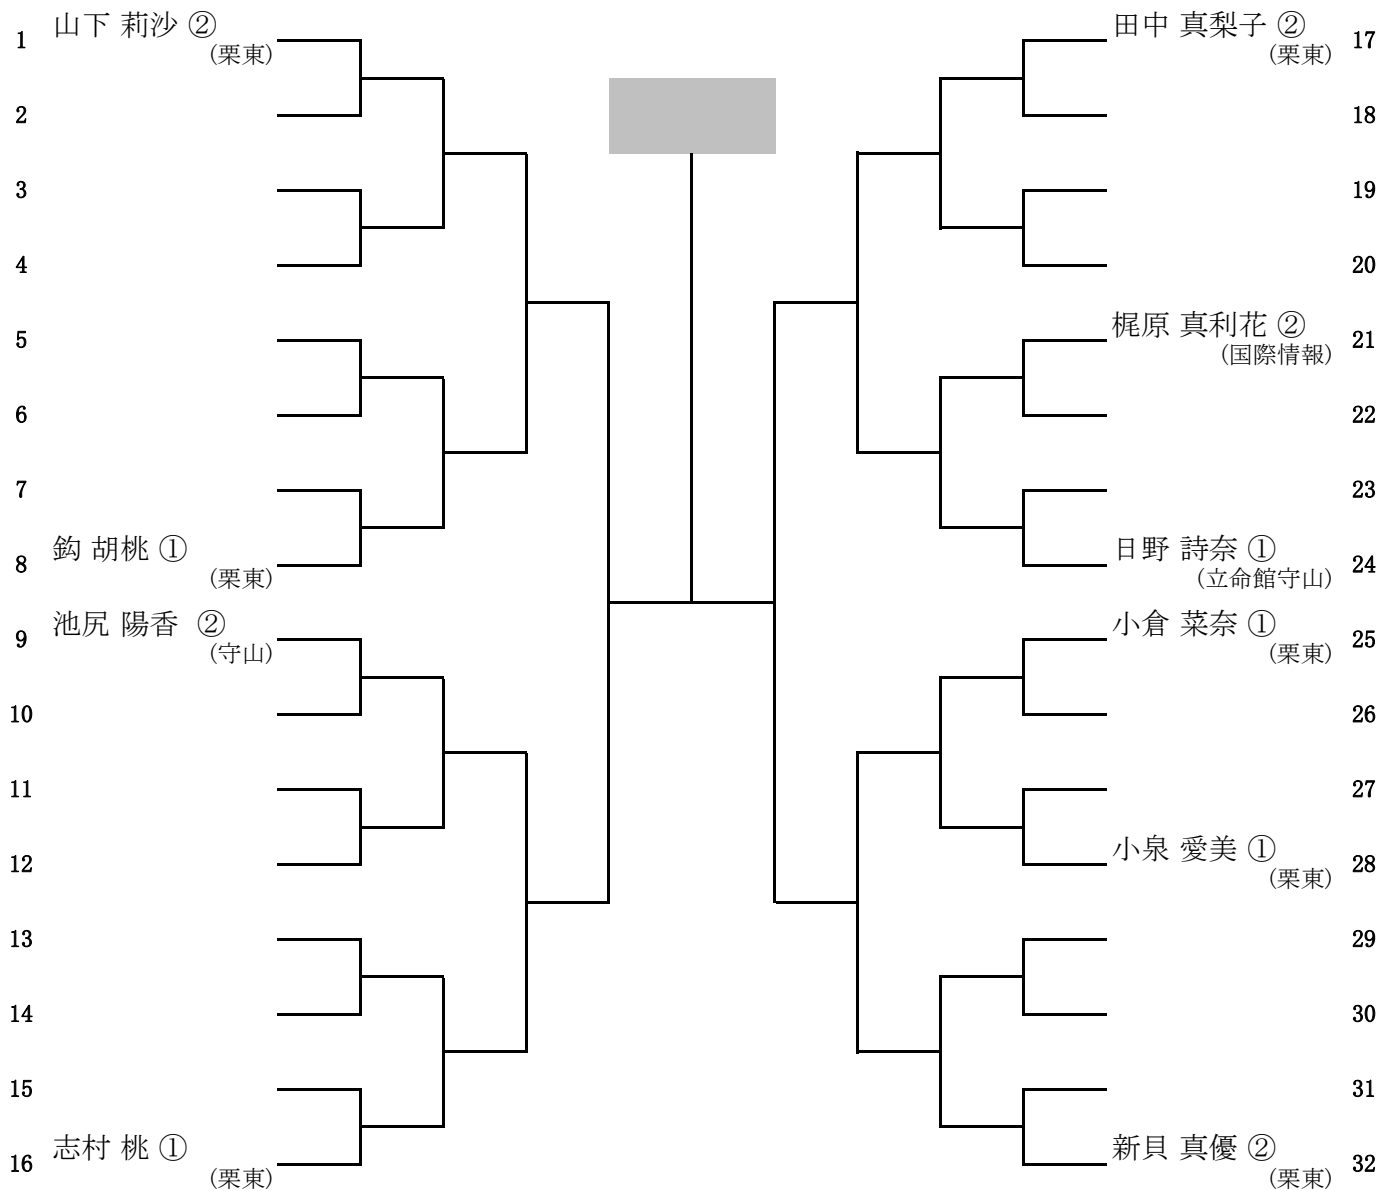 1 山下 莉沙 ②
(栗東)
2
3
4
5
6
7
8 鈎 胡桃 ①
(栗東)
9 池尻 陽香 ②
(守山)
10
11
12
13
14
15
16 志村 桃 ①
(栗東)
田中 真梨子 ② 17
(栗東)
18
19
20
梶原 真利花 ② 21
(国際情報)
22
23
日野 詩奈 ① 24
(立命館守山)
小倉 菜奈 ① 25
(栗東)
26
27
小泉 愛美 ① 28
(栗東)
29
30
31
新貝 真優 ② 32
(栗東)